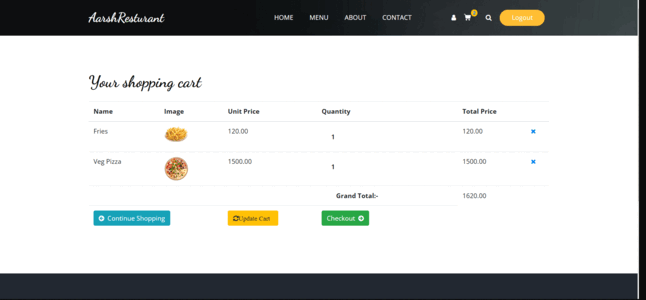 AarshResturant HOME MENU ABOUT CONTACT 2 Logout
Your shopping cart
Name Image Unit Price Quantity Total Price
Fries 120.00 1 120.00
Veg Pizza 1500.00 1 1500.00
Grand Total:- 1620.00
Continue Shopping Update Cart Checkout